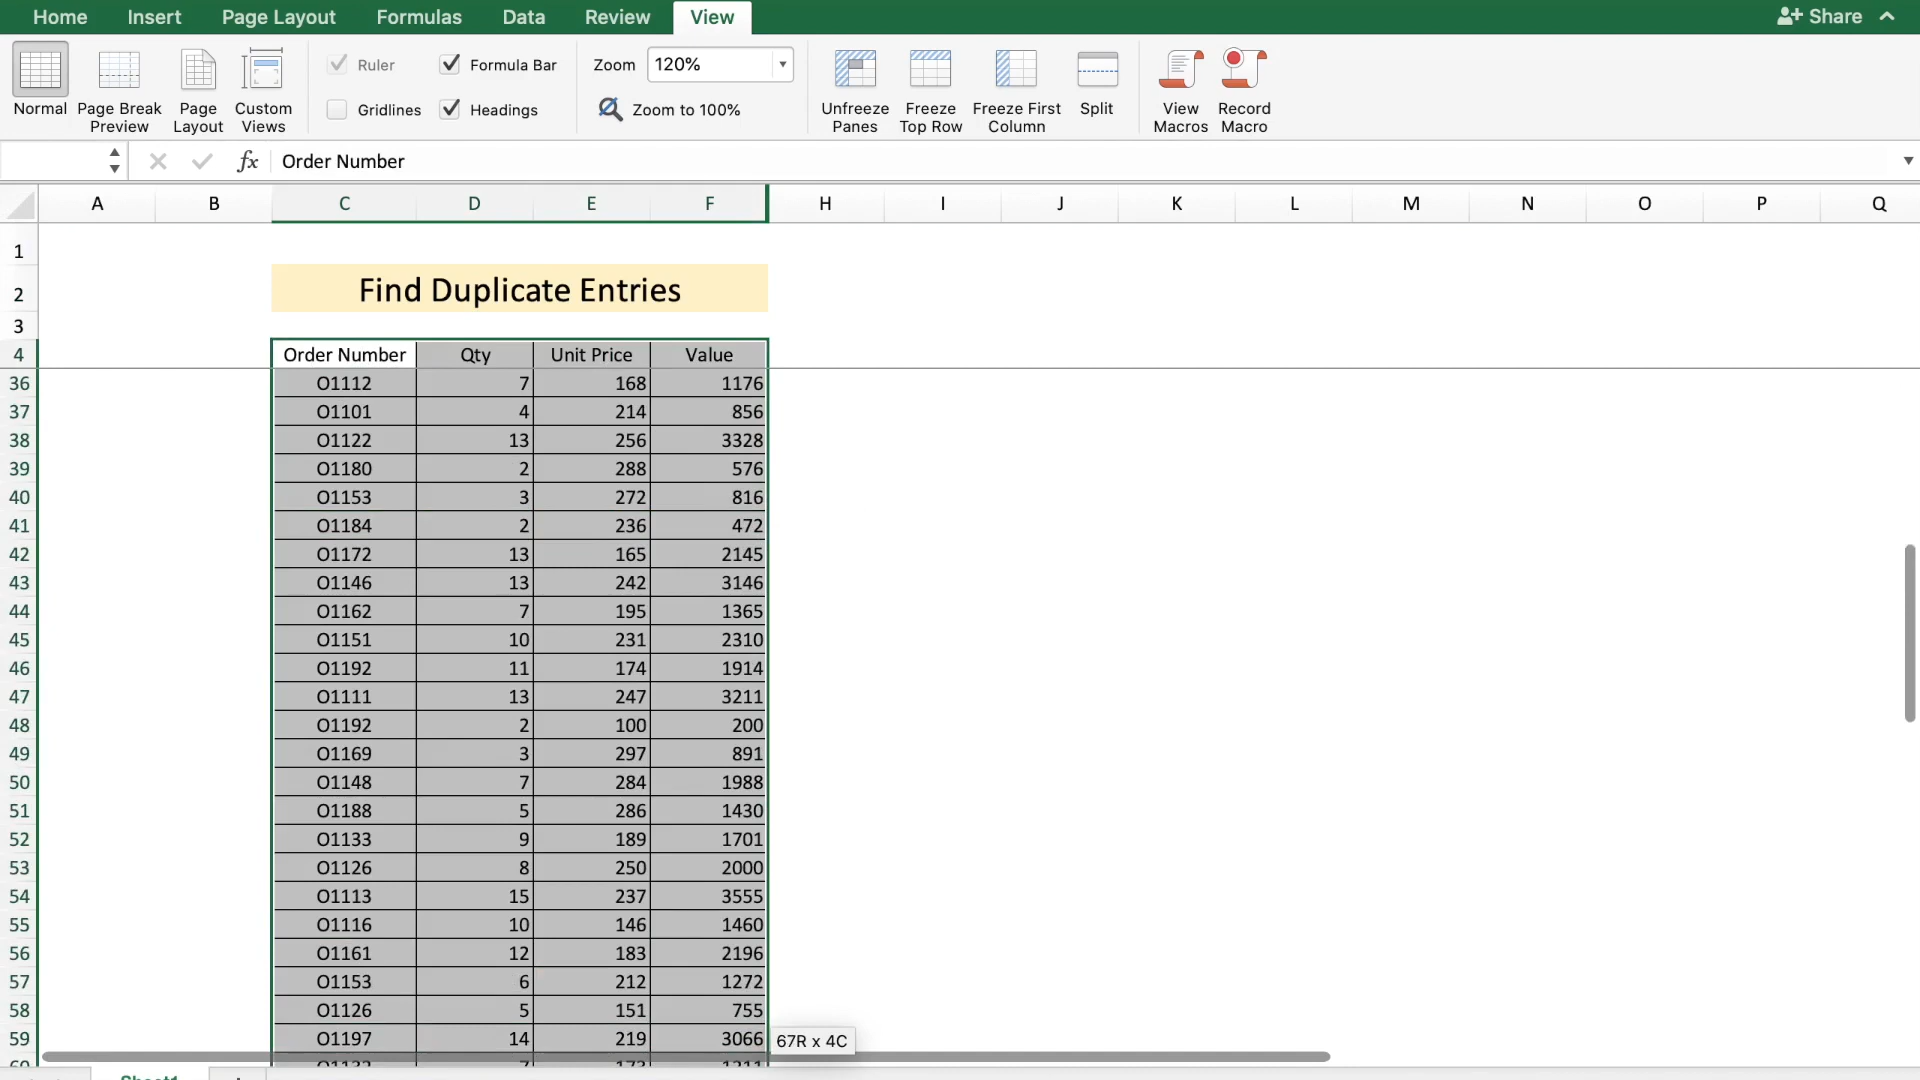 Home Insert Page Layout Formulas Data Review View Share
Ruler Formula Bar Zoom 120%
Normal Page Break Preview Page Layout Custom Views Gridlines Headings Zoom to 100% Unfreeze Panes Freeze Top Row Freeze First Column Split View Macros Record Macro
fx Order Number
A B C D E F H I J K L M N O P Q
1
2 Find Duplicate Entries
3
4 Order Number Qty Unit Price Value
36 O1112 7 168 1176
37 O1101 4 214 856
38 O1122 13 256 3328
39 O1180 2 288 576
40 O1153 3 272 816
41 O1184 2 236 472
42 O1172 13 165 2145
43 O1146 13 242 3146
44 O1162 7 195 1365
45 O1151 10 231 2310
46 O1192 11 174 1914
47 O1111 13 247 3211
48 O1192 2 100 200
49 O1169 3 297 891
50 O1148 7 284 1988
51 O1188 5 286 1430
52 O1133 9 189 1701
53 O1126 8 250 2000
54 O1113 15 237 3555
55 O1116 10 146 1460
56 O1161 12 183 2196
57 O1153 6 212 1272
58 O1126 5 151 755
59 O1197 14 219 3066 67R x 4C
Sheet1